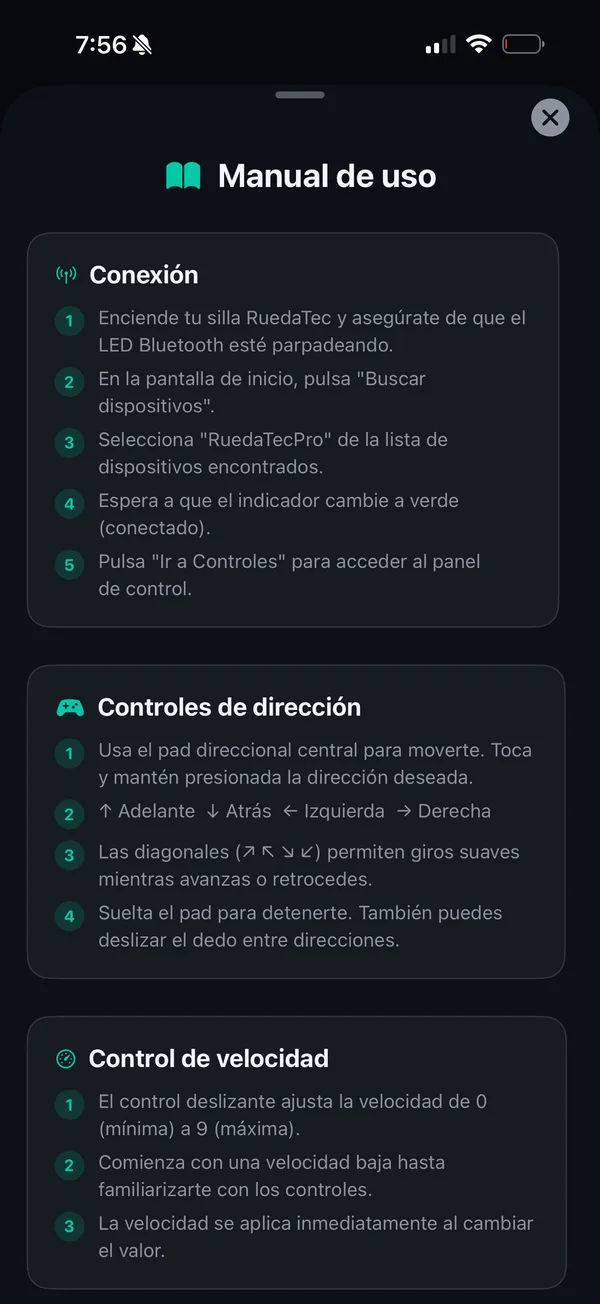 7:56
Manual de uso
Conexión
1 Enciende tu silla RuedaTec y asegúrate de que el
LED Bluetooth esté parpadeando.
2 En la pantalla de inicio, pulsa "Buscar
dispositivos".
3 Selecciona "RuedaTecPro" de la lista de
dispositivos encontrados.
4 Espera a que el indicador cambie a verde
(conectado).
5 Pulsa "Ir a Controles" para acceder al panel
de control.
Controles de dirección
1 Usa el pad direccional central para moverte. Toca
y mantén presionada la dirección deseada.
2 ↑ Adelante ↓ Atrás ← Izquierda → Derecha
3 Las diagonales (↗ ↖ ↘ ↙) permiten giros suaves
mientras avanzas o retrocedes.
4 Suelta el pad para detenerte. También puedes
deslizar el dedo entre direcciones.
Control de velocidad
1 El control deslizante ajusta la velocidad de 0
(mínima) a 9 (máxima).
2 Comienza con una velocidad baja hasta
familiarizarte con los controles.
3 La velocidad se aplica inmediatamente al cambiar
el valor.